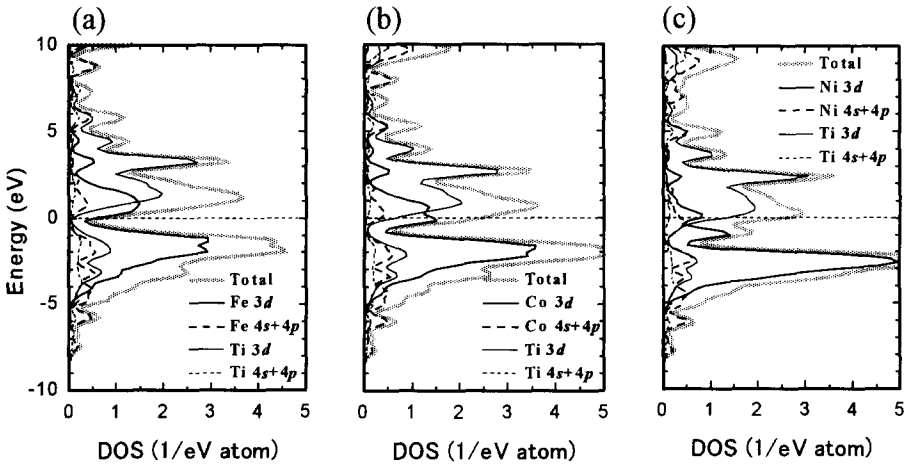 (a)
(b)
(c)
10
5
0
-5
-10
Energy (eV)
Total
Fe 3d
Fe 4s+4p
Ti 3d
Ti 4s+4p
0 1 2 3 4 5
DOS (1/eV atom)
Total
Co 3d
Co 4s+4p
Ti 3d
Ti 4s+4p
0 1 2 3 4 5
DOS (1/eV atom)
Total
Ni 3d
Ni 4s+4p
Ti 3d
Ti 4s+4p
0 1 2 3 4 5
DOS (1/eV atom)